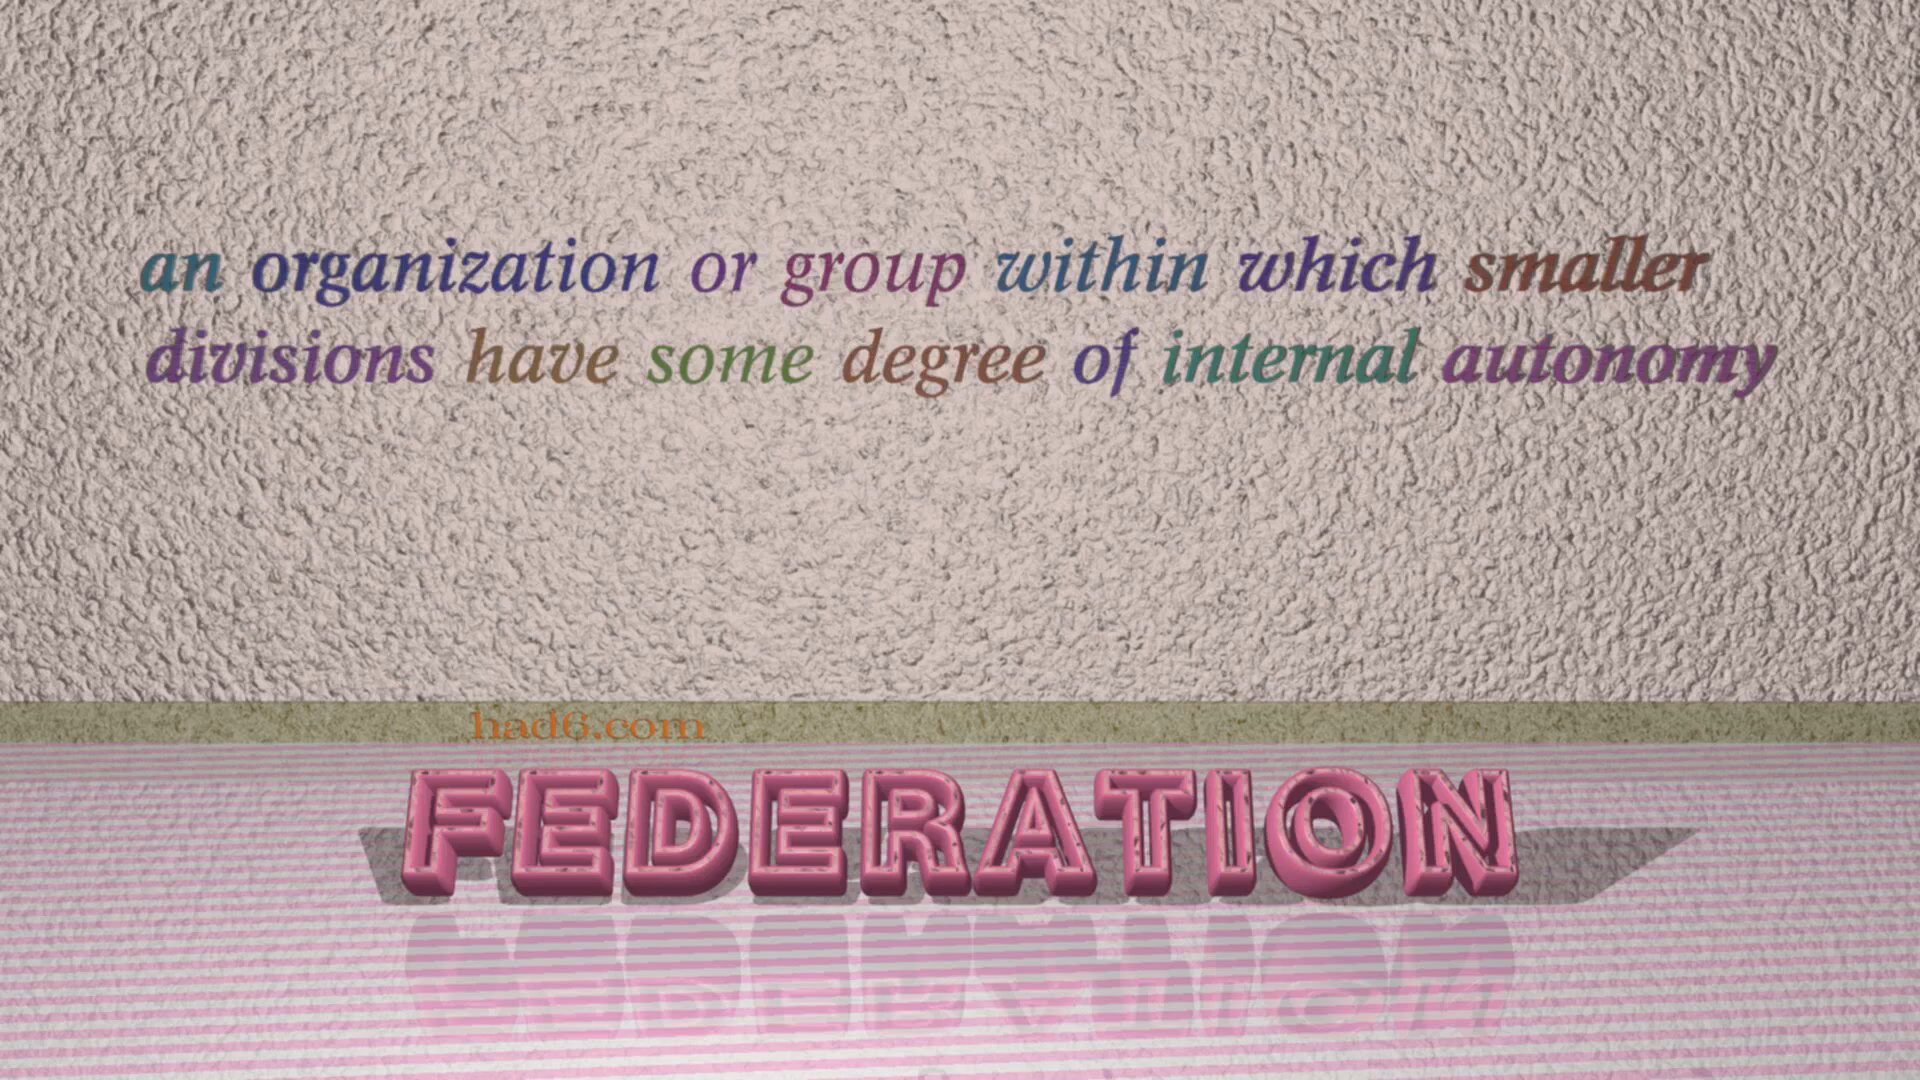 an organization or group within which smaller
divisions have some degree of internal autonomy
had6.com
FEDERATION